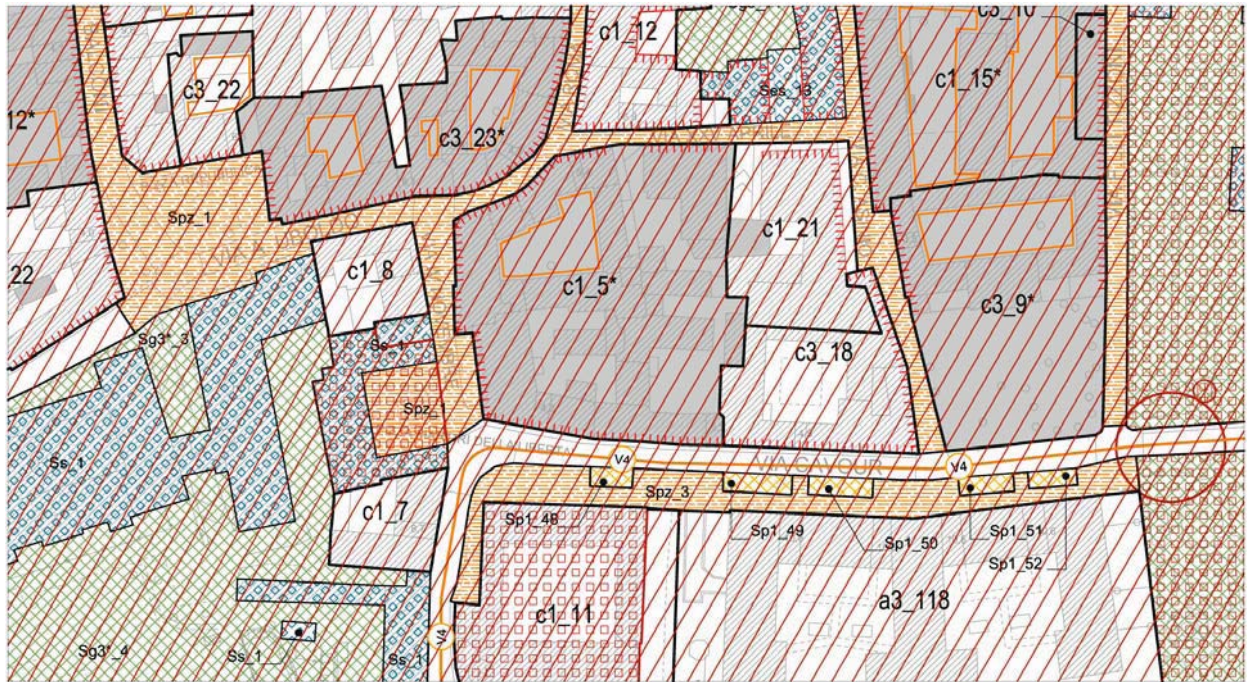 c1_12
c3_10
c1_15*
c3_22
Ses_13
12*
c3_23*
Spz_1
c1_21
22
c1_8
c1_5*
c3_9*
Sg3*_3
Ss_1
c3_18
Spz_1
V4
VIA CAVOUR
V4
Ss_1
Spz_3
c1_7
Sp1_48
Sp1_49
Sp1_50
Sp1_51
Sp1_52
c1_11
a3_118
V4
Sg3*_4
Ss_1
Ss_1